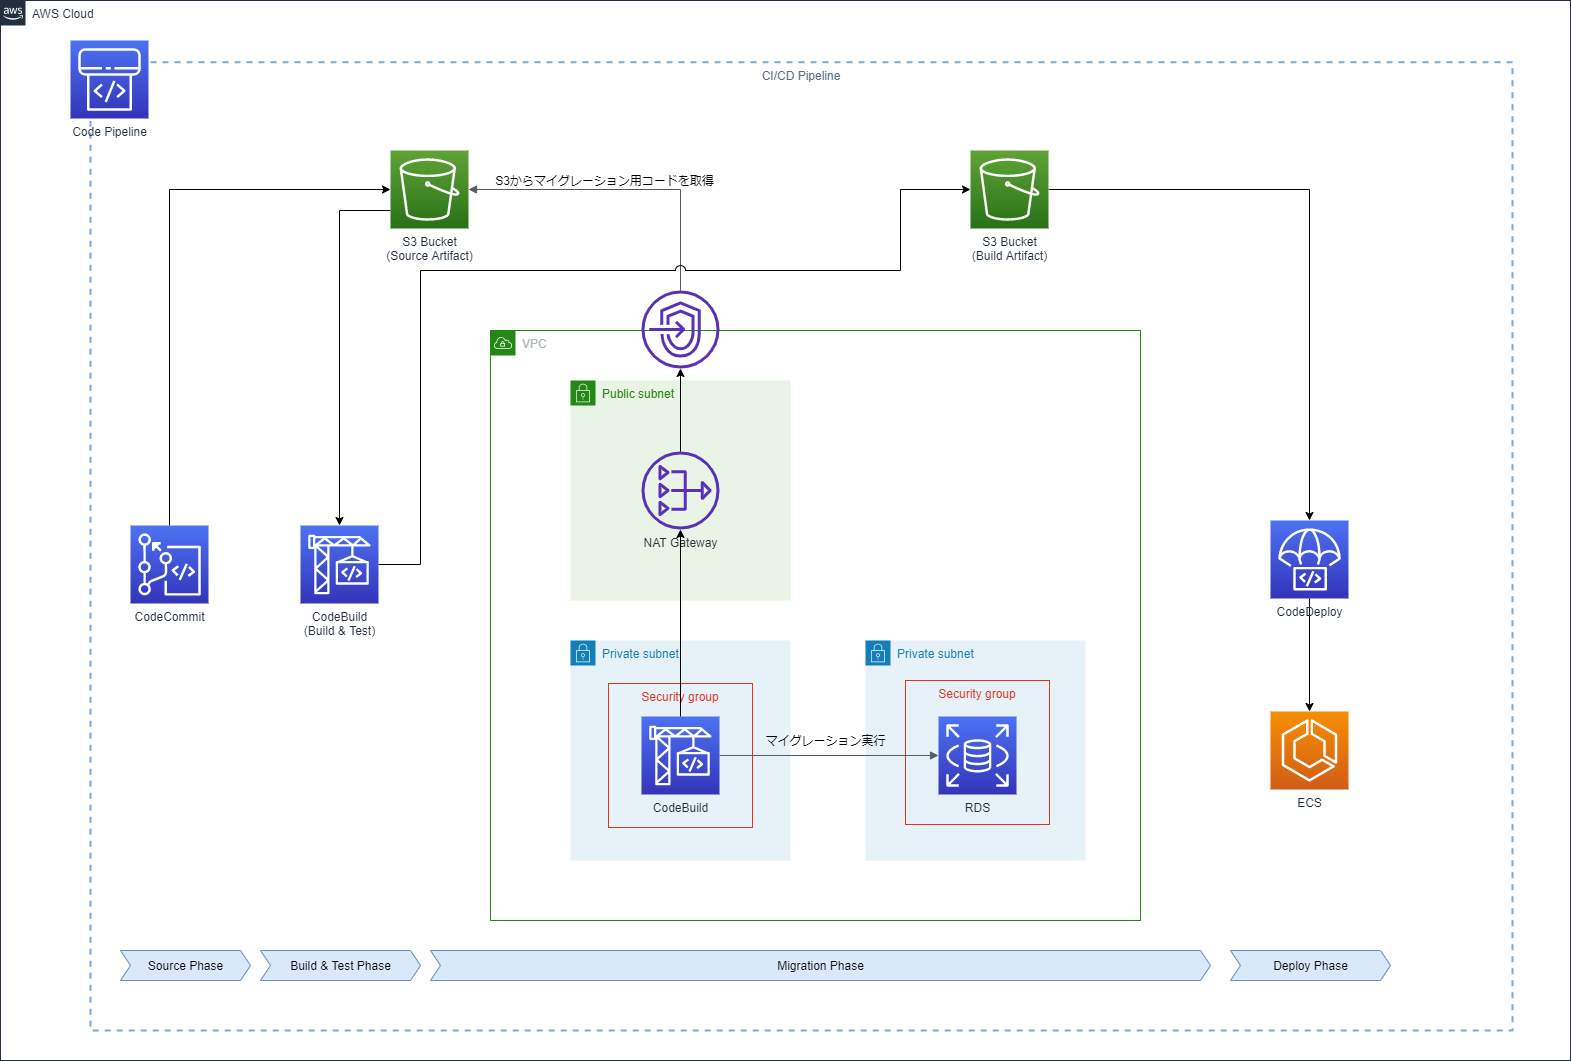 aws
AWS Cloud
CI/CD Pipeline
Code Pipeline
S3からマイグレーション用コードを取得
S3 Bucket
(Source Artifact)
S3 Bucket
(Build Artifact)
VPC
Public subnet
NAT Gateway
CodeCommit
CodeBuild
(Build & Test)
CodeDeploy
Private subnet
Private subnet
Security group
Security group
マイグレーション実行
CodeBuild
RDS
ECS
Source Phase
Build & Test Phase
Migration Phase
Deploy Phase